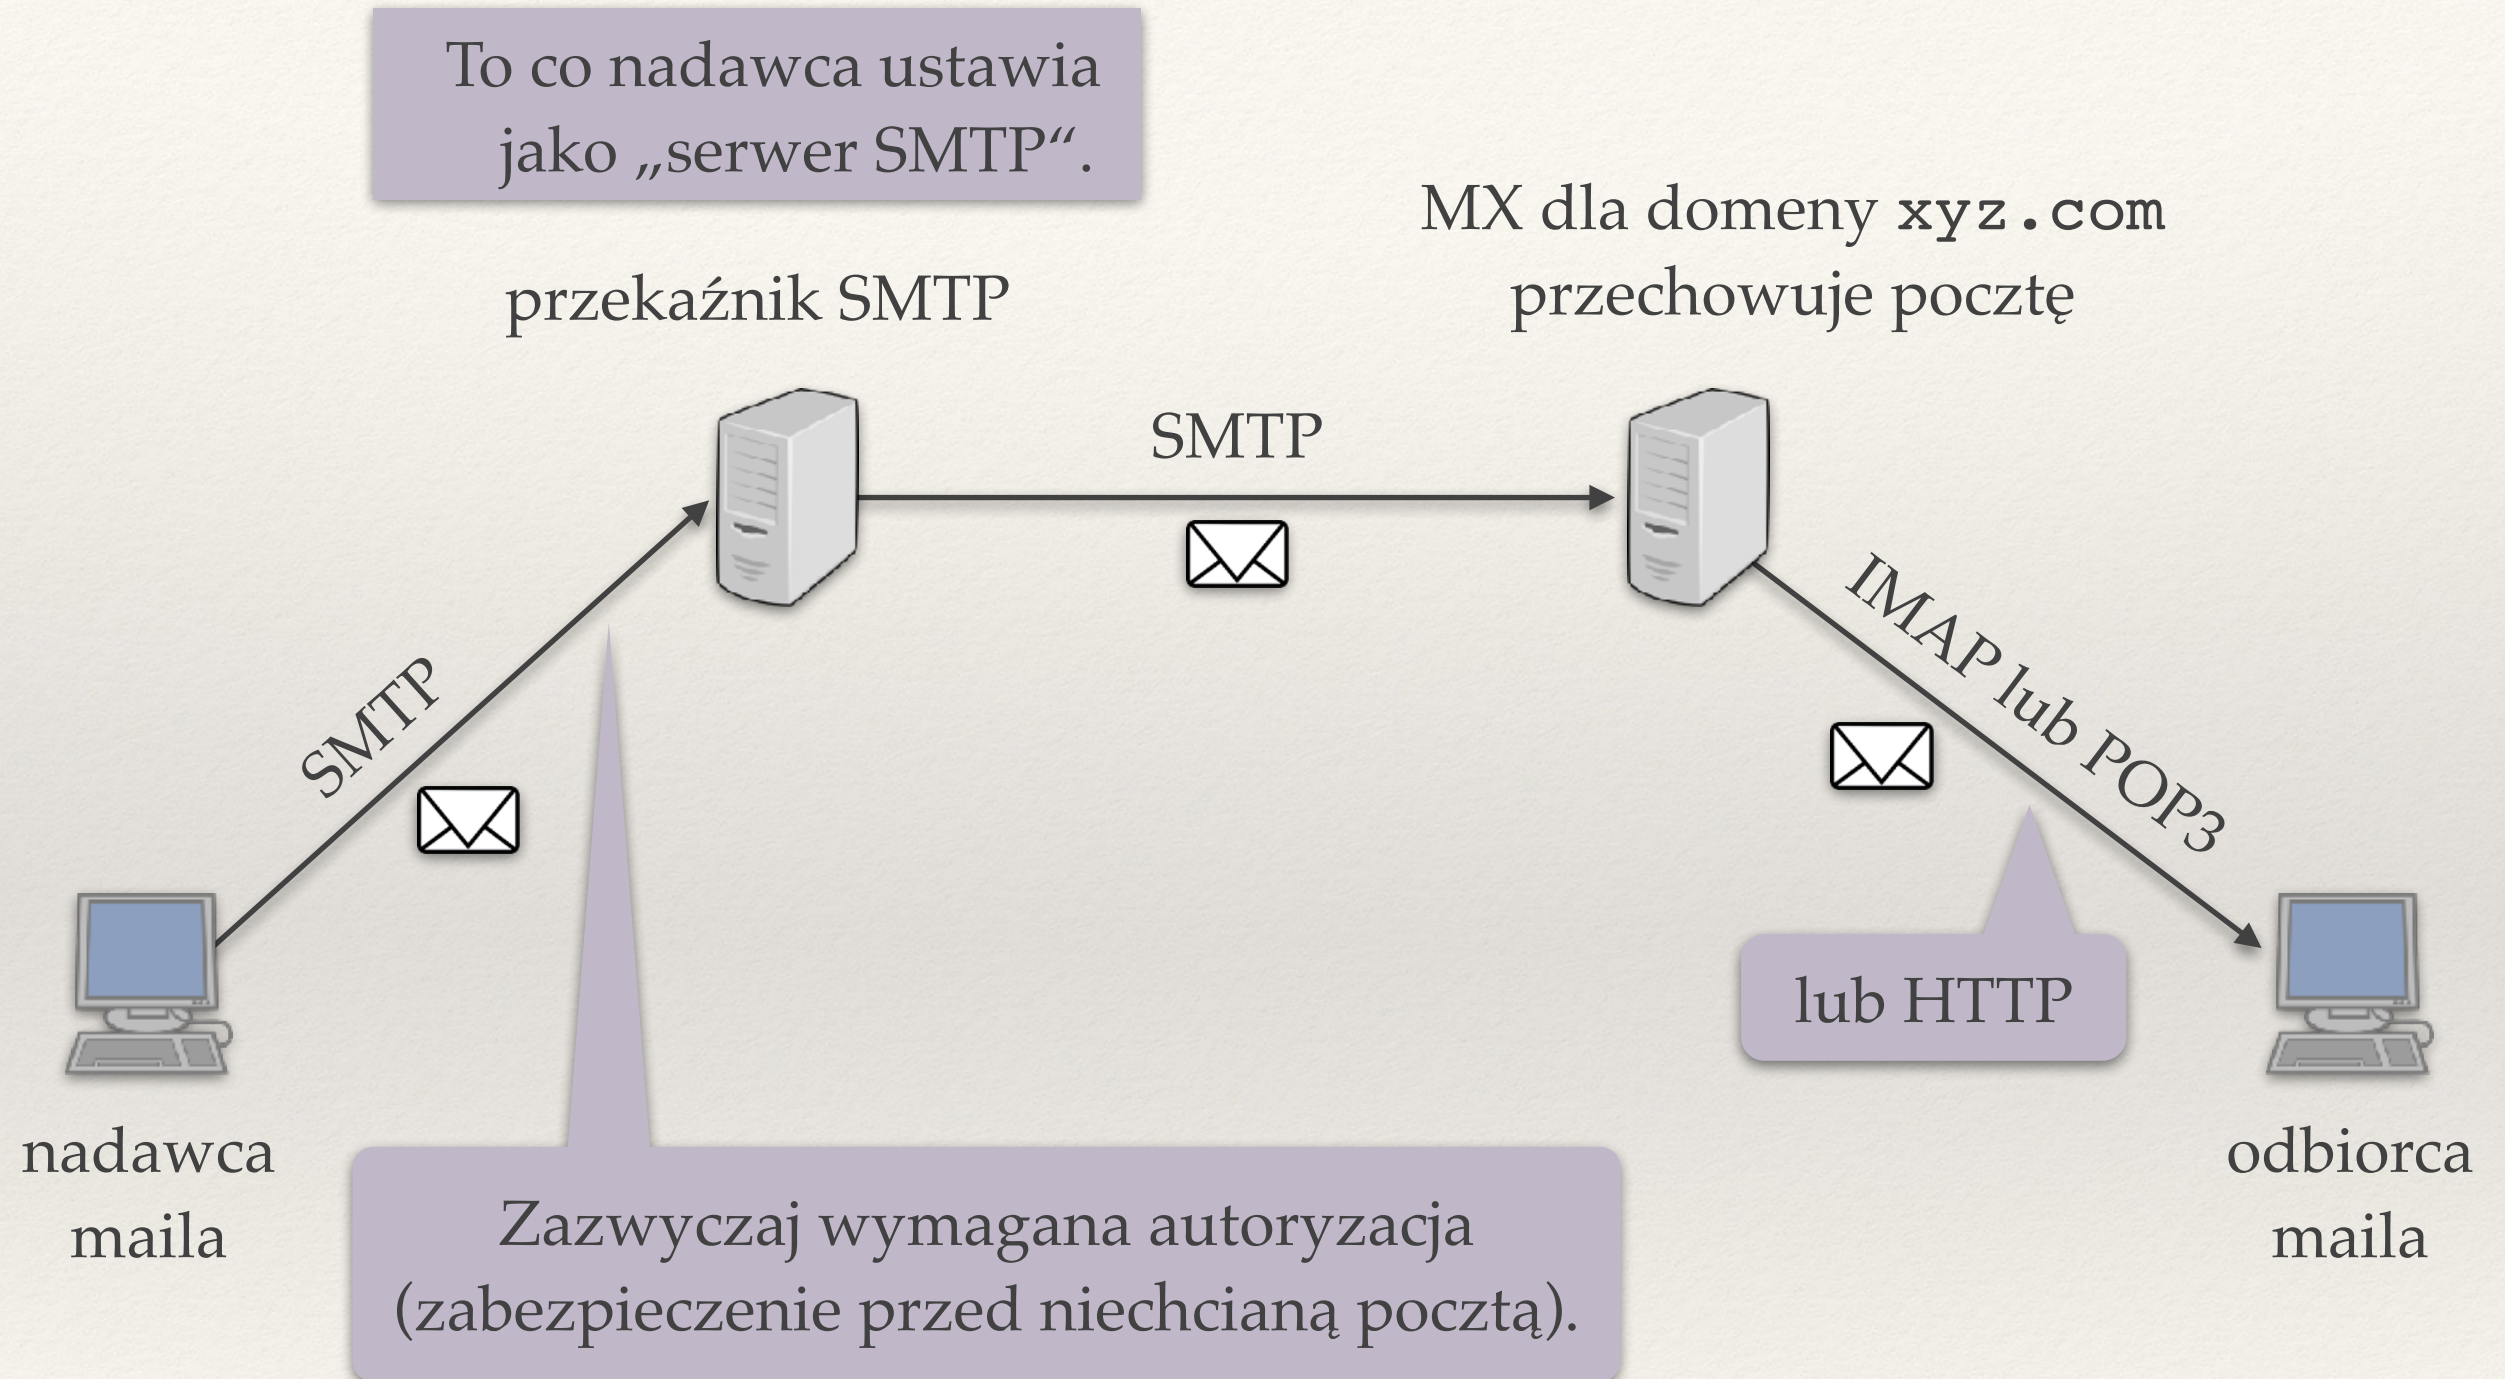 To co nadawca ustawia
jako „serwer SMTP“.
MX dla domeny xyz.com
przechowuje pocztę
przekaźnik SMTP
SMTP
SMTP
IMAP lub POP3
lub HTTP
nadawca
maila
odbiorca
maila
Zazwyczaj wymagana autoryzacja
(zabezpieczenie przed niechcianą pocztą).